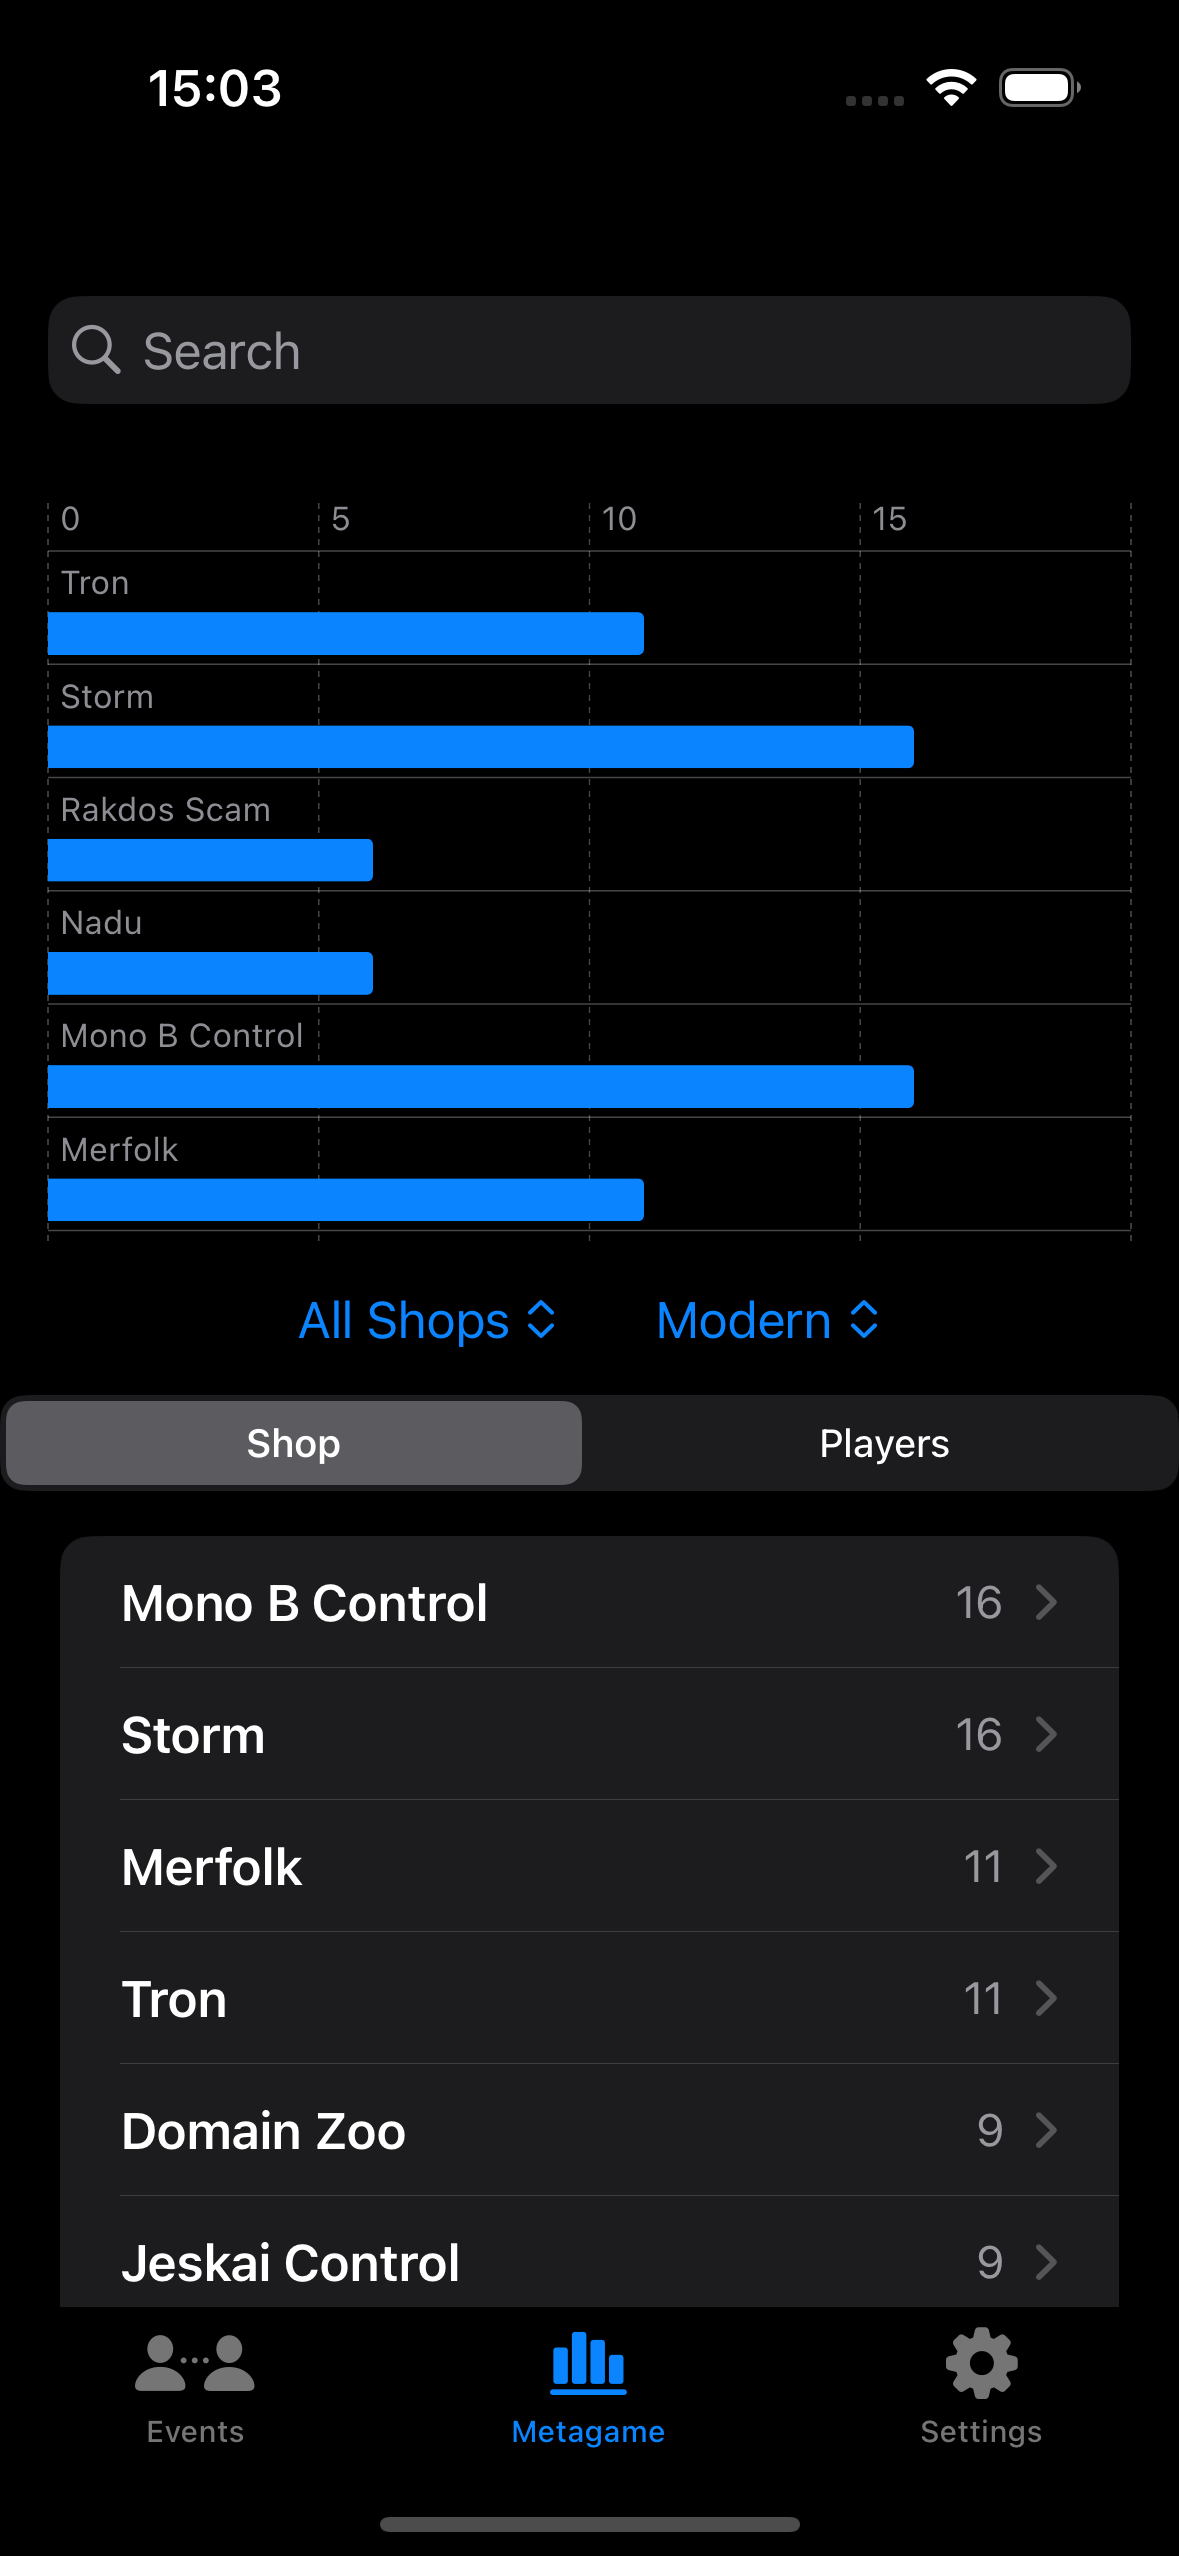 15:03
Search
0 5 10 15
Tron
Storm
Rakdos Scam
Nadu
Mono B Control
Merfolk
All Shops Modern
Shop Players
Mono B Control 16
Storm 16
Merfolk 11
Tron 11
Domain Zoo 9
Jeskai Control 9
Events Metagame Settings